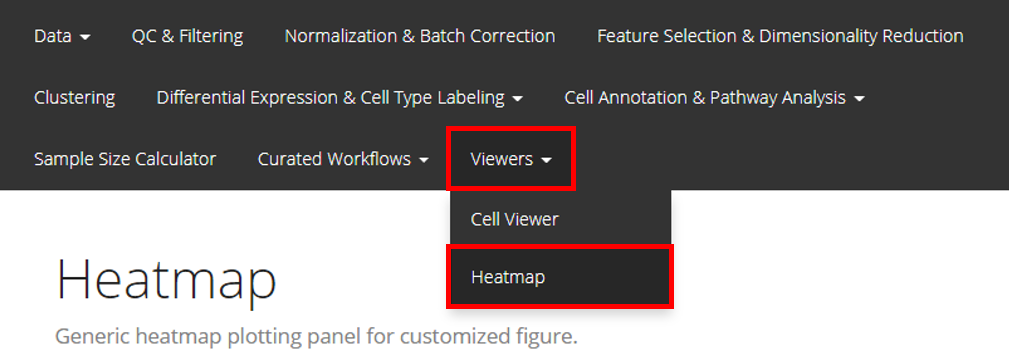 Data QC & Filtering Normalization & Batch Correction Feature Selection & Dimensionality Reduction
Clustering Differential Expression & Cell Type Labeling Cell Annotation & Pathway Analysis
Sample Size Calculator Curated Workflows Viewers
Cell Viewer
Heatmap
Heatmap
Generic heatmap plotting panel for customized figure.